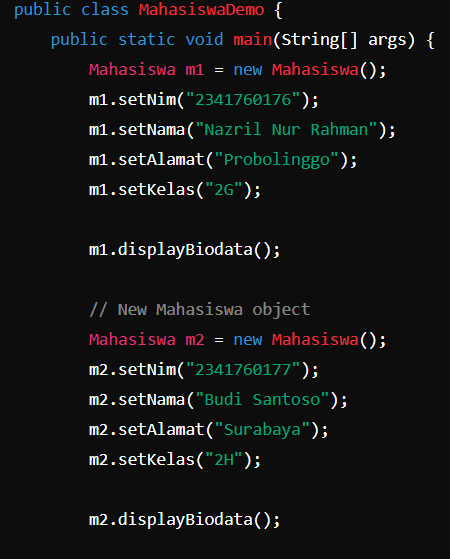 public class MahasiswaDemo {
public static void main(String[] args) {
Mahasiswa m1 = new Mahasiswa();
m1.setNim("2341760176");
m1.setNama("Nazril Nur Rahman");
m1.setAlamat("Probolinggo");
m1.setKelas("2G");
m1.displayBiodata();
// New Mahasiswa object
Mahasiswa m2 = new Mahasiswa();
m2.setNim("2341760177");
m2.setNama("Budi Santoso");
m2.setAlamat("Surabaya");
m2.setKelas("2H");
m2.displayBiodata();